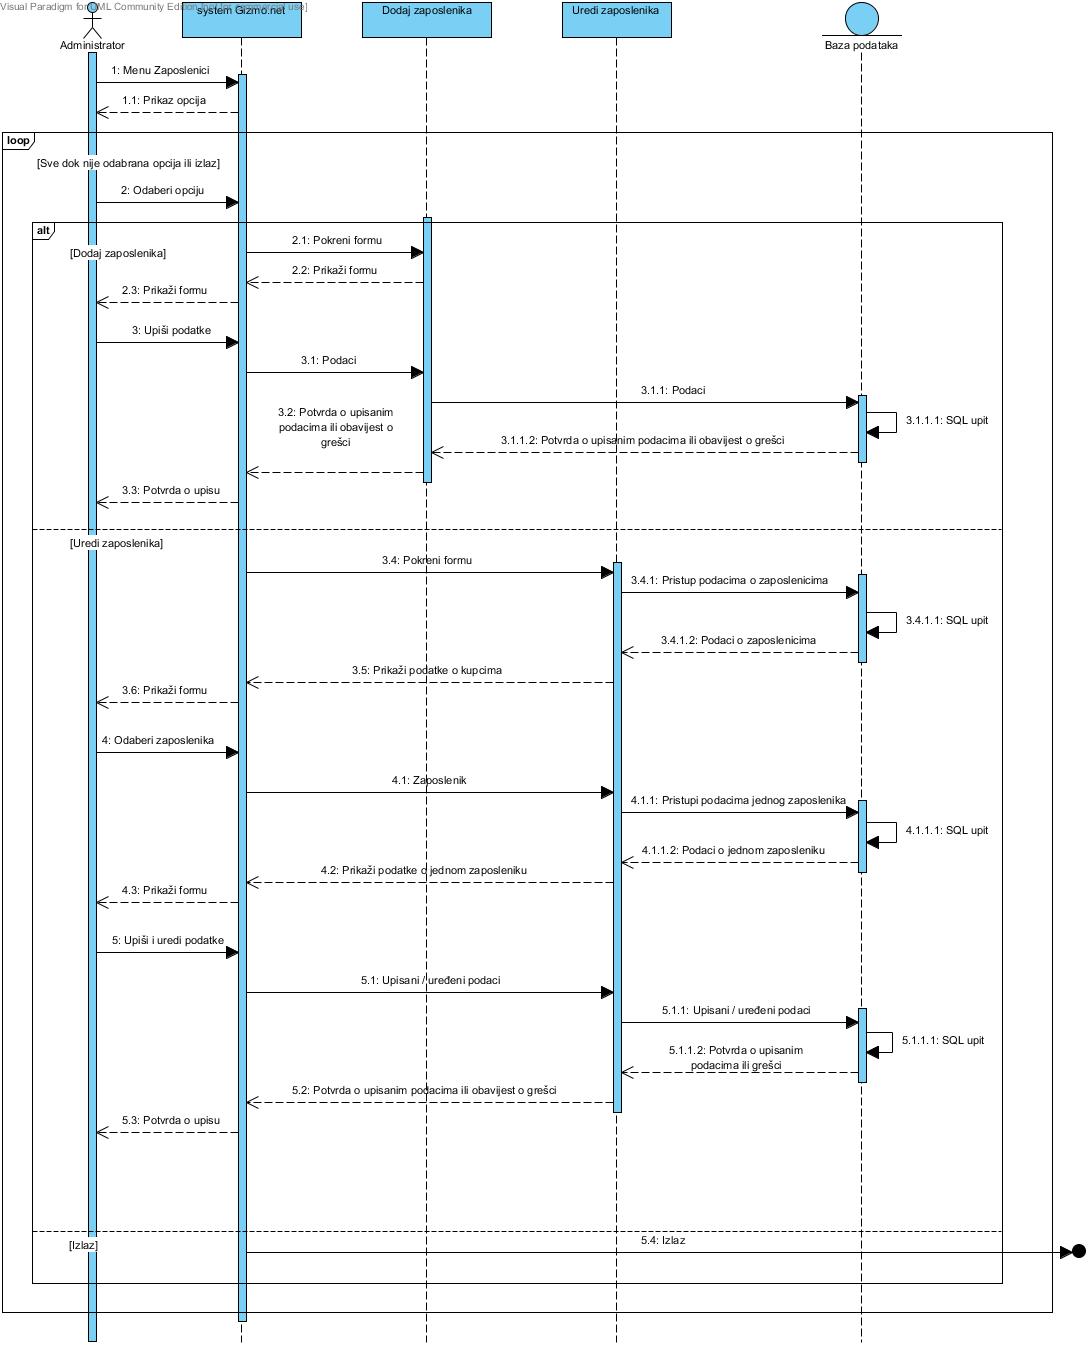 Visual Paradigm for UML Community Edition [not for commercial use]
system Gizmo.net
Dodaj zaposlenika
Uredi zaposlenika
Administrator
Baza podataka
1: Menu Zaposlenici
1.1: Prikaz opcija
loop
[Sve dok nije odabrana opcija ili izlaz]
2: Odaberi opciju
alt
2.1: Pokreni formu
[Dodaj zaposlenika]
2.2: Prikaži formu
2.3: Prikaži formu
3: Upiši podatke
3.1: Podaci
3.1.1: Podaci
3.2: Potvrda o upisanim
podacima ili obavijest o
grešci
3.1.1.1: SQL upit
3.1.1.2: Potvrda o upisanim podacima ili obavijest o grešci
3.3: Potvrda o upisu
[Uredi zaposlenika]
3.4: Pokreni formu
3.4.1: Pristup podacima o zaposlenicima
3.4.1.1: SQL upit
3.4.1.2: Podaci o zaposlenicima
3.5: Prikaži podatke o kupcima
3.6: Prikaži formu
4: Odaberi zaposlenika
4.1: Zaposlenik
4.1.1: Pristupi podacima jednog zaposlenika
4.1.1.1: SQL upit
4.1.1.2: Podaci o jednom zaposleniku
4.2: Prikaži podatke o jednom zaposleniku
4.3: Prikaži formu
5: Upiši i uredi podatke
5.1: Upisani / uređeni podaci
5.1.1: Upisani / uređeni podaci
5.1.1.1: SQL upit
5.1.1.2: Potvrda o upisanim
podacima ili grešci
5.2: Potvrda o upisanim podacima ili obavijest o grešci
5.3: Potvrda o upisu
5.4: Izlaz
[Izlaz]